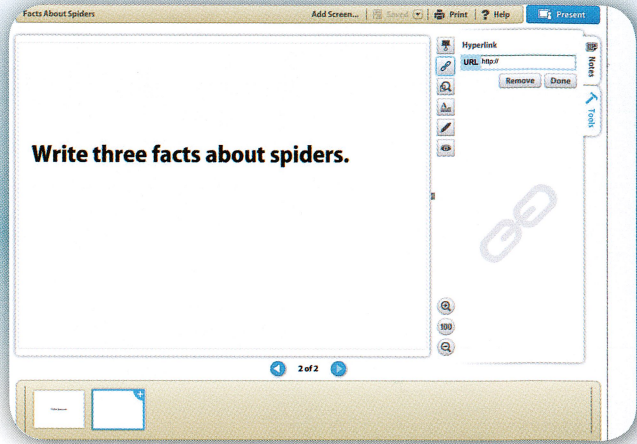 Facts About Spiders
Add Screen... Saved Print ? Help Present
Hyperlink
URL http://
Remove Done
Notes
Tools
Write three facts about spiders.
100
2 of 2